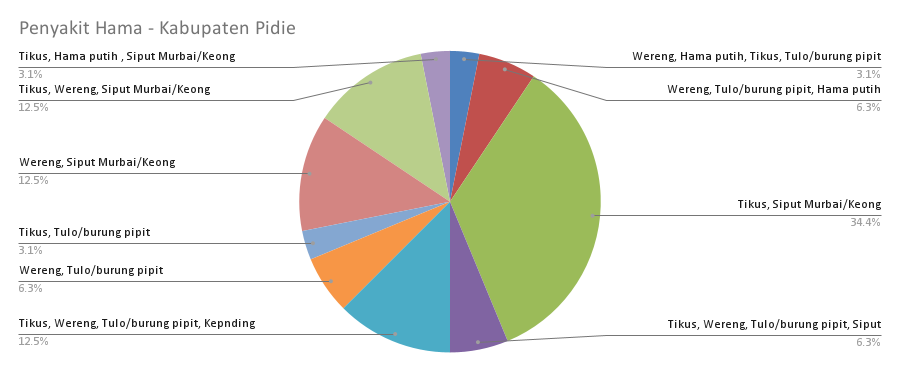 Penyakit Hama - Kabupaten Pidie
Tikus, Hama putih , Siput Murbai/Keong
3.1%
Tikus, Wereng, Siput Murbai/Keong
12.5%
Wereng, Siput Murbai/Keong
12.5%
Tikus, Tulo/burung pipit
3.1%
Wereng, Tulo/burung pipit
6.3%
Tikus, Wereng, Tulo/burung pipit, Kepnding
12.5%
Wereng, Hama putih, Tikus, Tulo/burung pipit
3.1%
Wereng, Tulo/burung pipit, Hama putih
6.3%
Tikus, Siput Murbai/Keong
34.4%
Tikus, Wereng, Tulo/burung pipit, Siput
6.3%